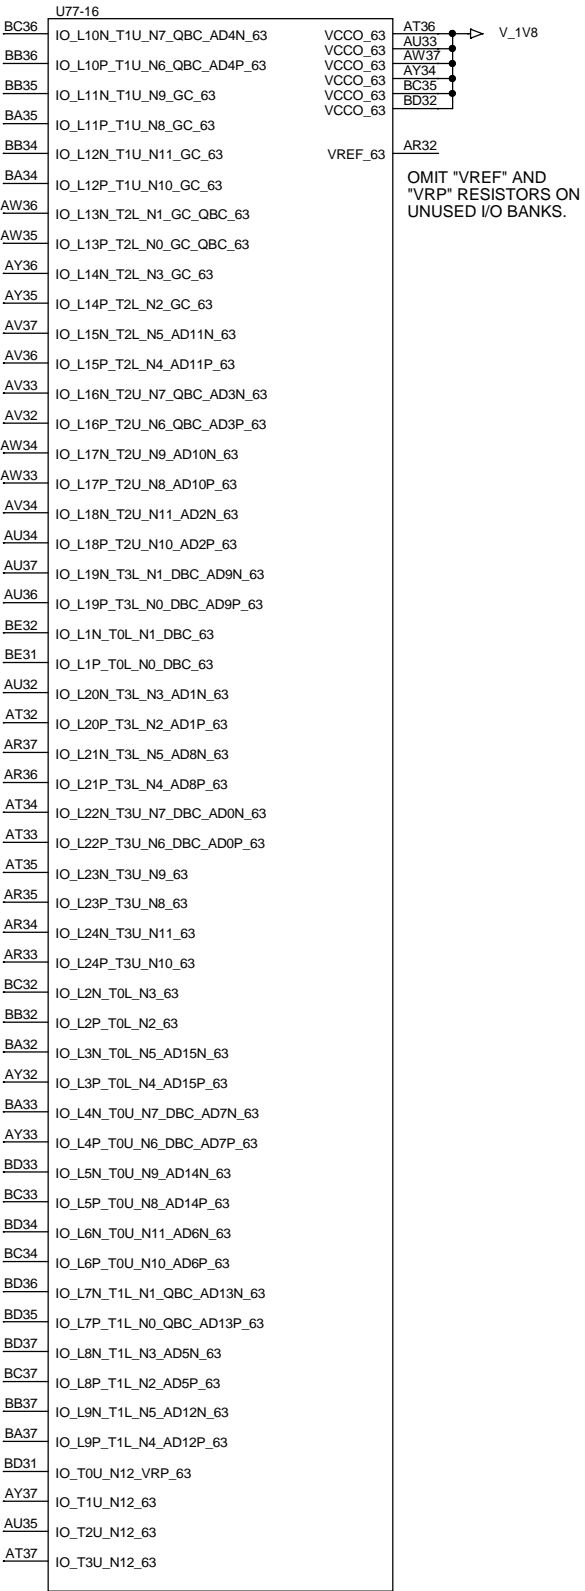 U77-16
BC36 IO_L10N_T1U_N7_QBC_AD4N_63 VCCO_63 AT36 V_1V8
VCCO_63 AU33
BB36 IO_L10P_T1U_N6_QBC_AD4P_63 VCCO_63 AW37
VCCO_63 AY34
BB35 IO_L11N_T1U_N9_GC_63 VCCO_63 BC35
VCCO_63 BD32
BA35 IO_L11P_T1U_N8_GC_63
BB34 IO_L12N_T1U_N11_GC_63 VREF_63 AR32
BA34 IO_L12P_T1U_N10_GC_63
OMIT "VREF" AND
"VRP" RESISTORS ON
UNUSED I/O BANKS.
AW36 IO_L13N_T2L_N1_GC_QBC_63
AW35 IO_L13P_T2L_N0_GC_QBC_63
AY36 IO_L14N_T2L_N3_GC_63
AY35 IO_L14P_T2L_N2_GC_63
AV37 IO_L15N_T2L_N5_AD11N_63
AV36 IO_L15P_T2L_N4_AD11P_63
AV33 IO_L16N_T2U_N7_QBC_AD3N_63
AV32 IO_L16P_T2U_N6_QBC_AD3P_63
AW34 IO_L17N_T2U_N9_AD10N_63
AW33 IO_L17P_T2U_N8_AD10P_63
AV34 IO_L18N_T2U_N11_AD2N_63
AU34 IO_L18P_T2U_N10_AD2P_63
AU37 IO_L19N_T3L_N1_DBC_AD9N_63
AU36 IO_L19P_T3L_N0_DBC_AD9P_63
BE32 IO_L1N_T0L_N1_DBC_63
BE31 IO_L1P_T0L_N0_DBC_63
AU32 IO_L20N_T3L_N3_AD1N_63
AT32 IO_L20P_T3L_N2_AD1P_63
AR37 IO_L21N_T3L_N5_AD8N_63
AR36 IO_L21P_T3L_N4_AD8P_63
AT34 IO_L22N_T3U_N7_DBC_AD0N_63
AT33 IO_L22P_T3U_N6_DBC_AD0P_63
AT35 IO_L23N_T3U_N9_63
AR35 IO_L23P_T3U_N8_63
AR34 IO_L24N_T3U_N11_63
AR33 IO_L24P_T3U_N10_63
BC32 IO_L2N_T0L_N3_63
BB32 IO_L2P_T0L_N2_63
BA32 IO_L3N_T0L_N5_AD15N_63
AY32 IO_L3P_T0L_N4_AD15P_63
BA33 IO_L4N_T0U_N7_DBC_AD7N_63
AY33 IO_L4P_T0U_N6_DBC_AD7P_63
BD33 IO_L5N_T0U_N9_AD14N_63
BC33 IO_L5P_T0U_N8_AD14P_63
BD34 IO_L6N_T0U_N11_AD6N_63
BC34 IO_L6P_T0U_N10_AD6P_63
BD36 IO_L7N_T1L_N1_QBC_AD13N_63
BD35 IO_L7P_T1L_N0_QBC_AD13P_63
BD37 IO_L8N_T1L_N3_AD5N_63
BC37 IO_L8P_T1L_N2_AD5P_63
BB37 IO_L9N_T1L_N5_AD12N_63
BA37 IO_L9P_T1L_N4_AD12P_63
BD31 IO_T0U_N12_VRP_63
AY37 IO_T1U_N12_63
AU35 IO_T2U_N12_63
AT37 IO_T3U_N12_63